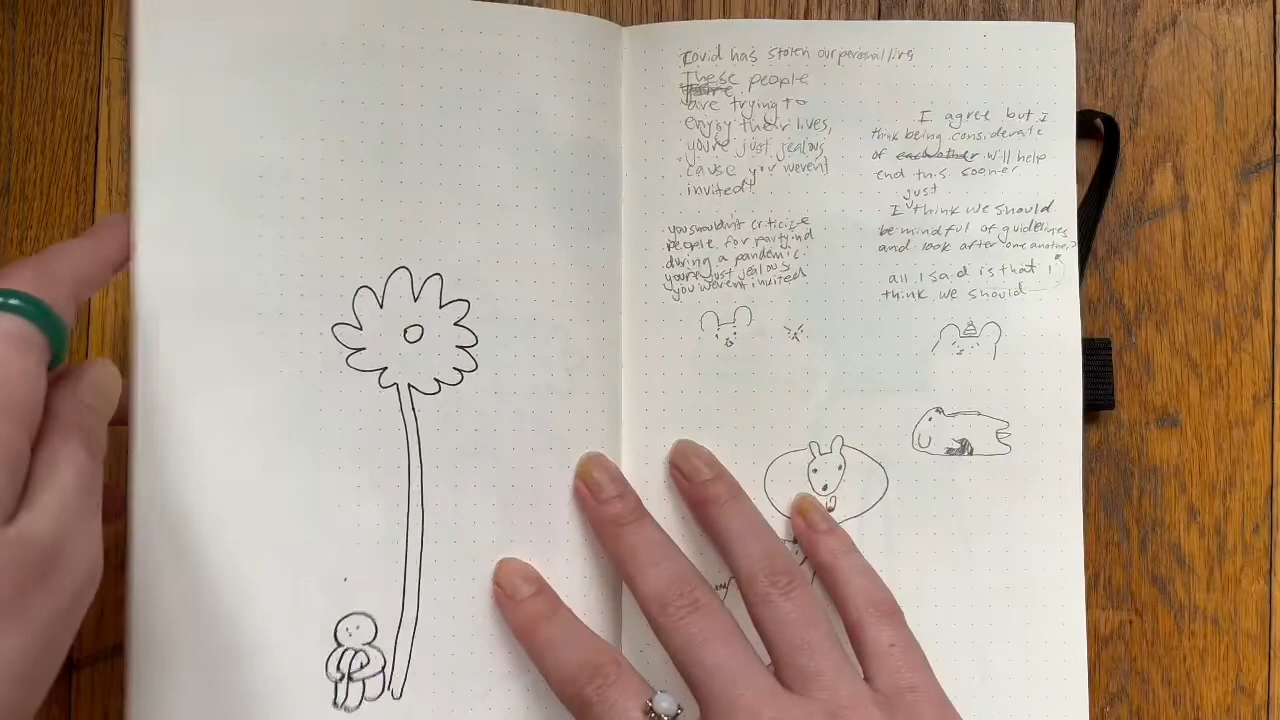 Covid has stolen our personal lives
These people
are trying to
enjoy their lives,
you're just jealous
'cause you weren't
invited!
you shouldn't criticize
people for partying
during a pandemic
you're just jealous
you weren't invited
I agree but I
think being considerate
of eachother will help
end this sooner
just
I think we should
be mindful of guidelines
and look after one another?
all I said is that I
think we should